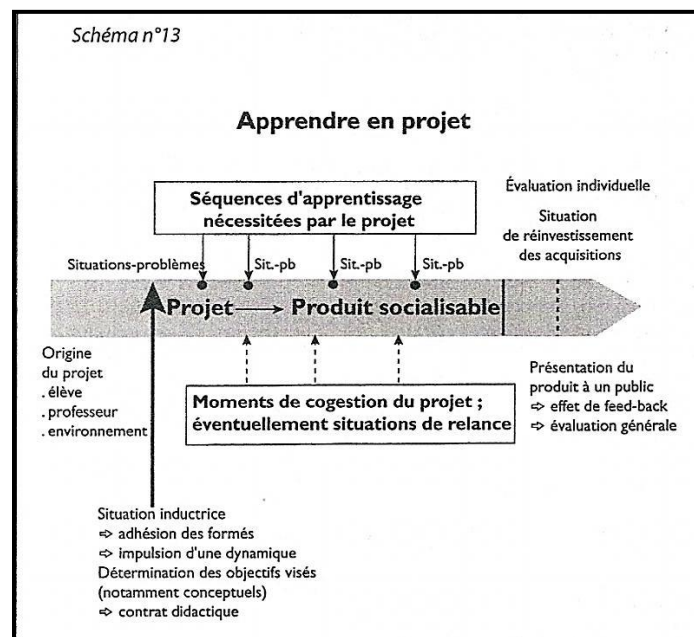 Schéma n°13
Apprendre en projet
Séquences d'apprentissage
nécessitées par le projet
Évaluation individuelle
Situation
de réinvestissement
des acquisitions
Situations-problèmes
Sit.-pb
Sit.-pb
Sit.-pb
Projet → Produit socialisable
Origine
du projet
. élève
. professeur
. environnement
Moments de cogestion du projet ;
éventuellement situations de relance
Présentation du
produit à un public
⇨ effet de feed-back
⇨ évaluation générale
Situation inductrice
⇨ adhésion des formés
⇨ impulsion d'une dynamique
Détermination des objectifs visés
(notamment conceptuels)
⇨ contrat didactique